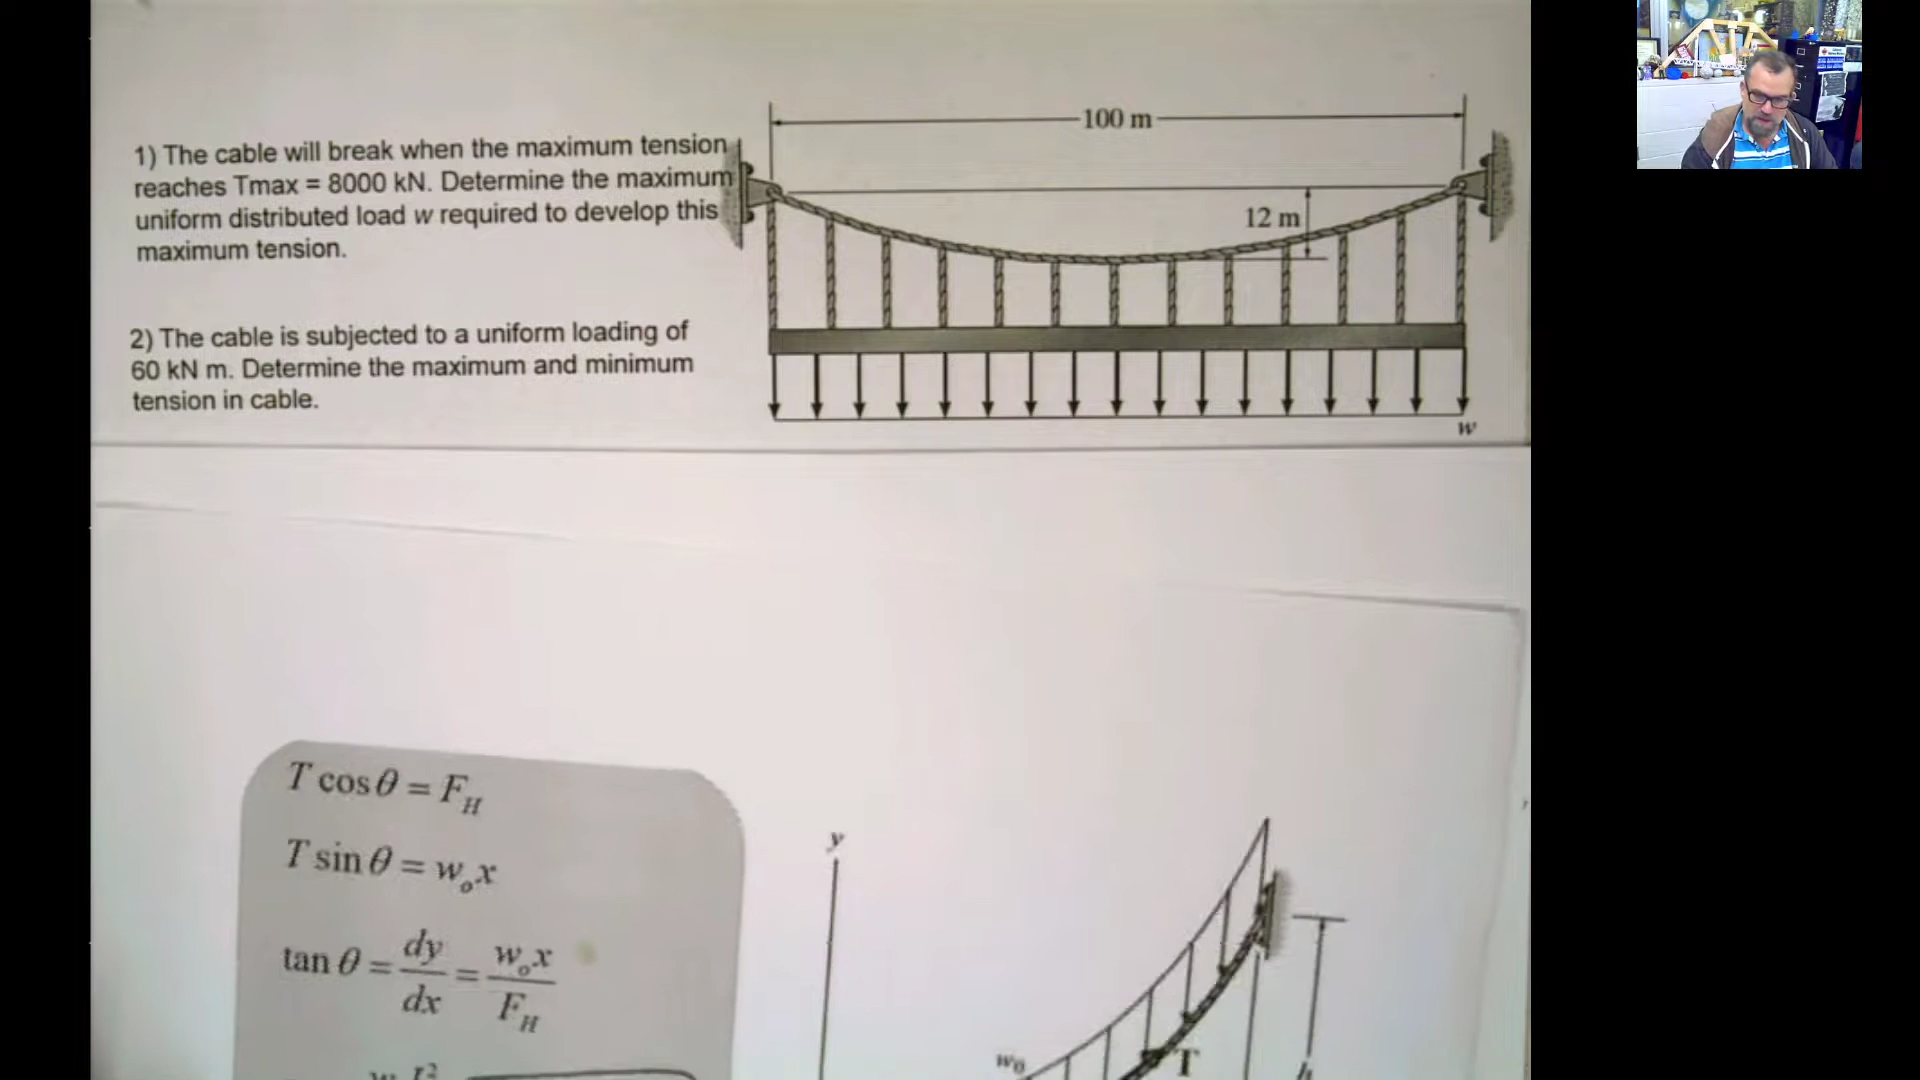 1) The cable will break when the maximum tension
reaches Tmax = 8000 kN. Determine the maximum
uniform distributed load w required to develop this
maximum tension.
2) The cable is subjected to a uniform loading of
60 kN m. Determine the maximum and minimum
tension in cable.
100 m
12 m
w
T cos θ = F_H
T sin θ = w_o x
tan θ = dy/dx = w_o x / F_H
y
w₀
T
h